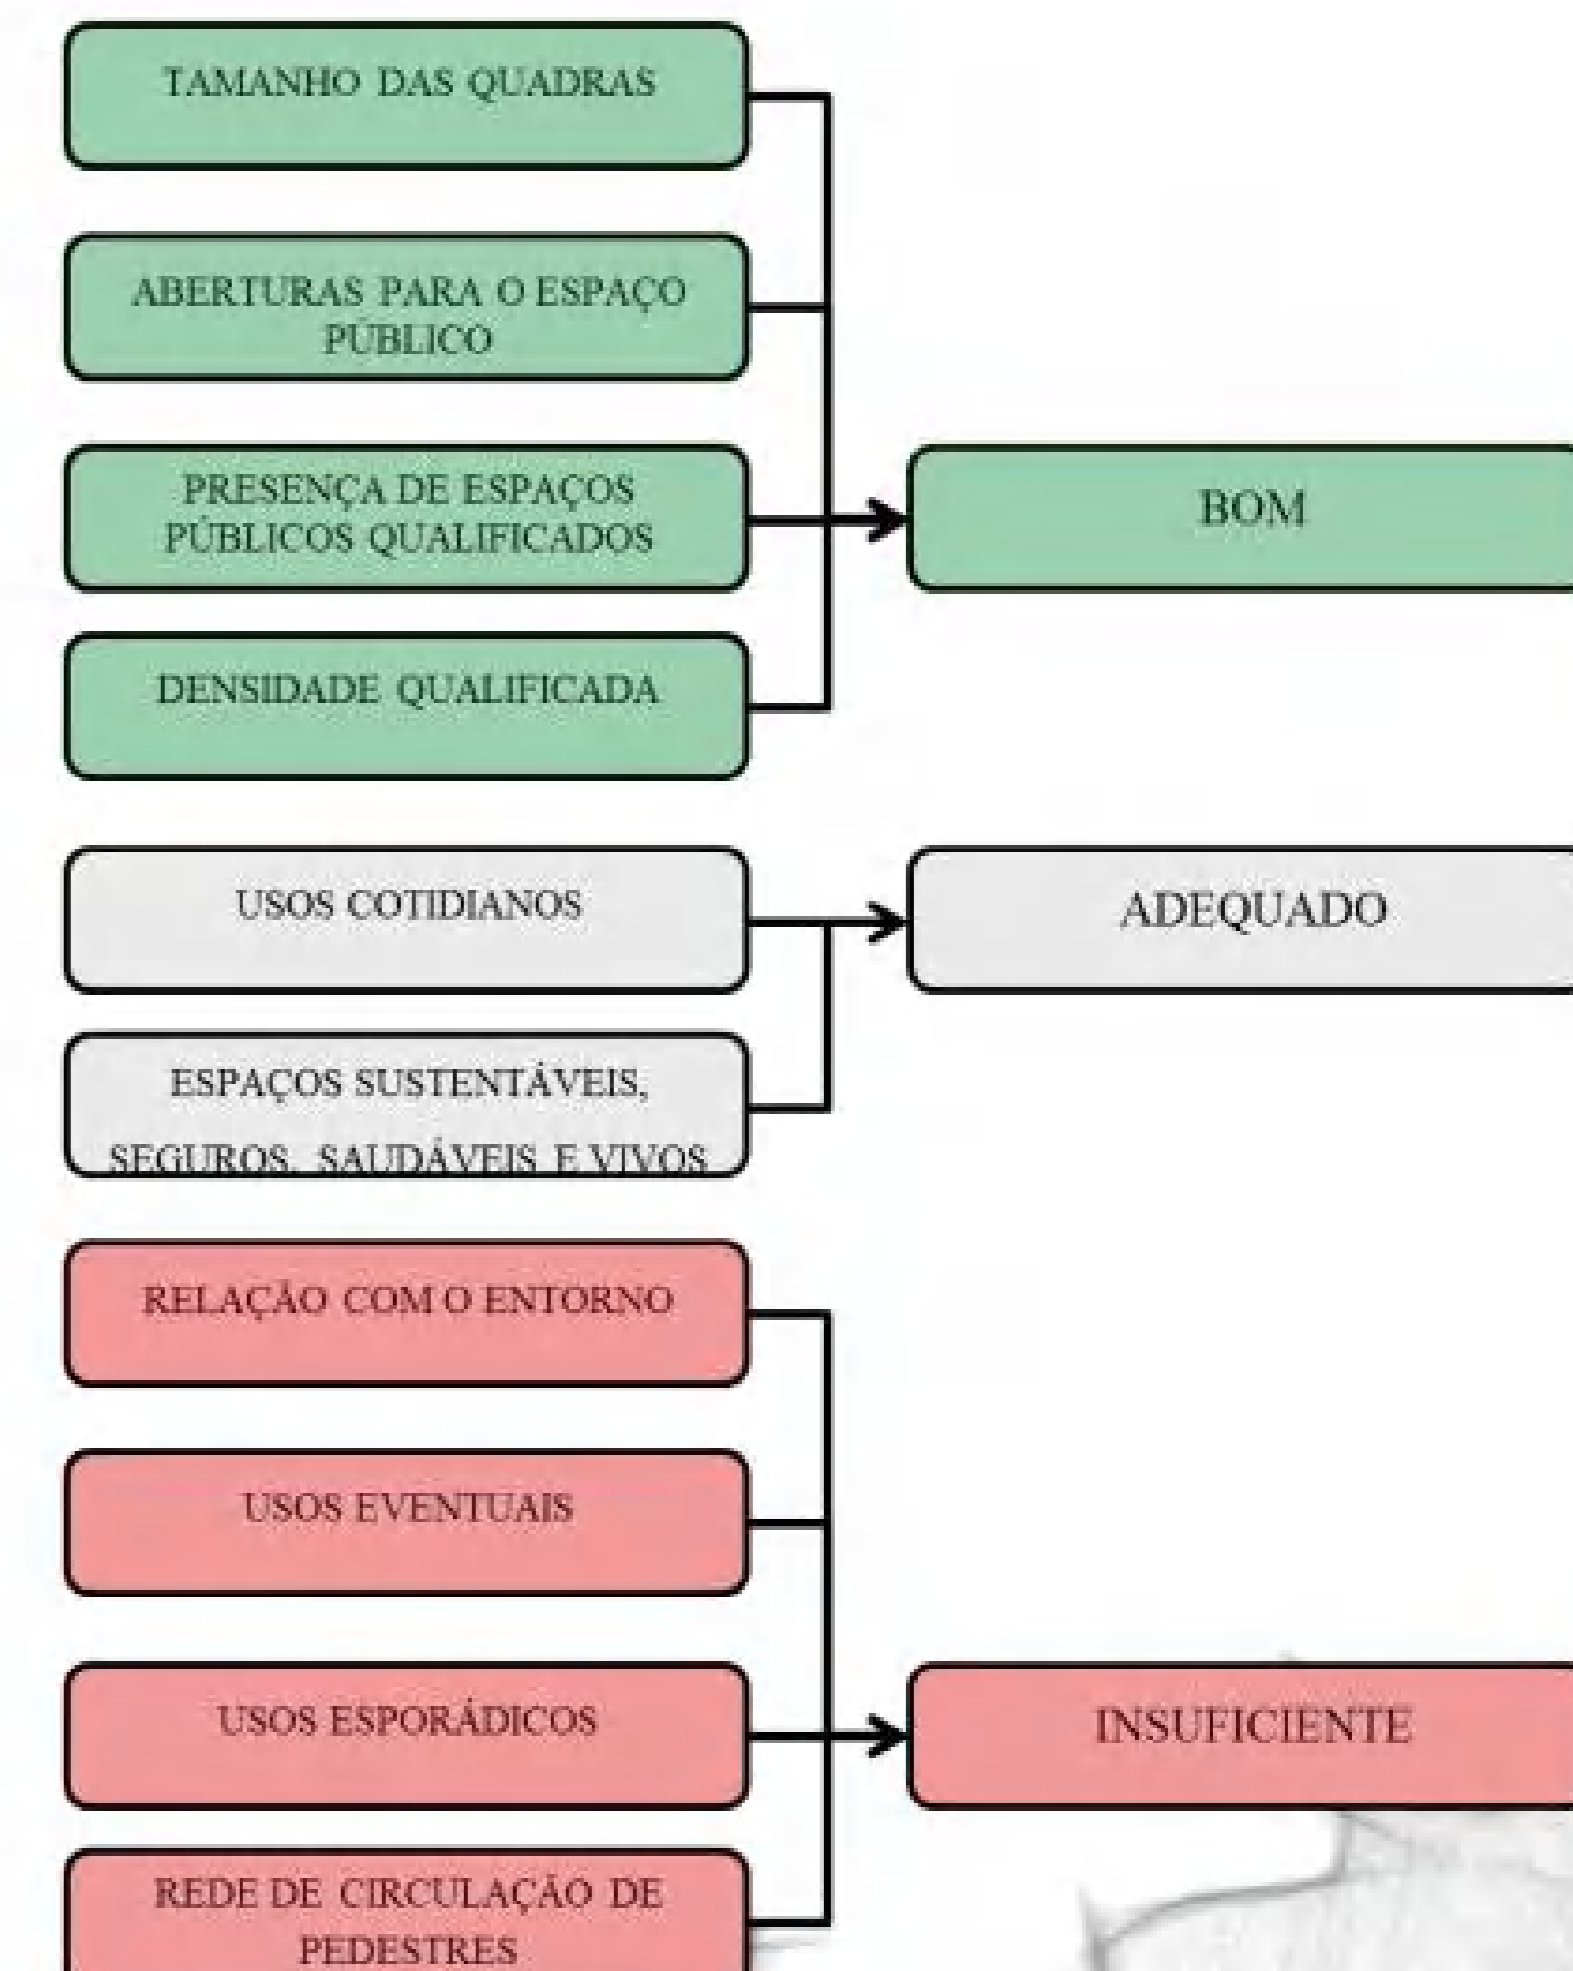 TAMANHO DAS QUADRAS
ABERTURAS PARA O ESPAÇO
PÚBLICO
PRESENÇA DE ESPAÇOS
PÚBLICOS QUALIFICADOS
BOM
DENSIDADE QUALIFICADA
USOS COTIDIANOS
ADEQUADO
ESPAÇOS SUSTENTÁVEIS,
SEGUROS, SAUDÁVEIS E VIVOS
RELAÇÃO COM O ENTORNO
USOS EVENTUAIS
USOS ESPORÁDICOS
INSUFICIENTE
REDE DE CIRCULAÇÃO DE
PEDESTRES